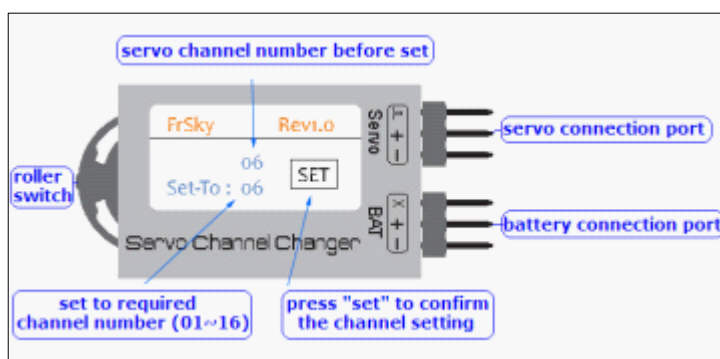 servo channel number before set
FrSky Rev1.0
Servo
+
-
servo connection port
roller
switch
06
Set-To : 06
SET
BAT
X
+
-
battery connection port
Servo Channel Changer
set to required
channel number (01~16)
press "set" to confirm
the channel setting